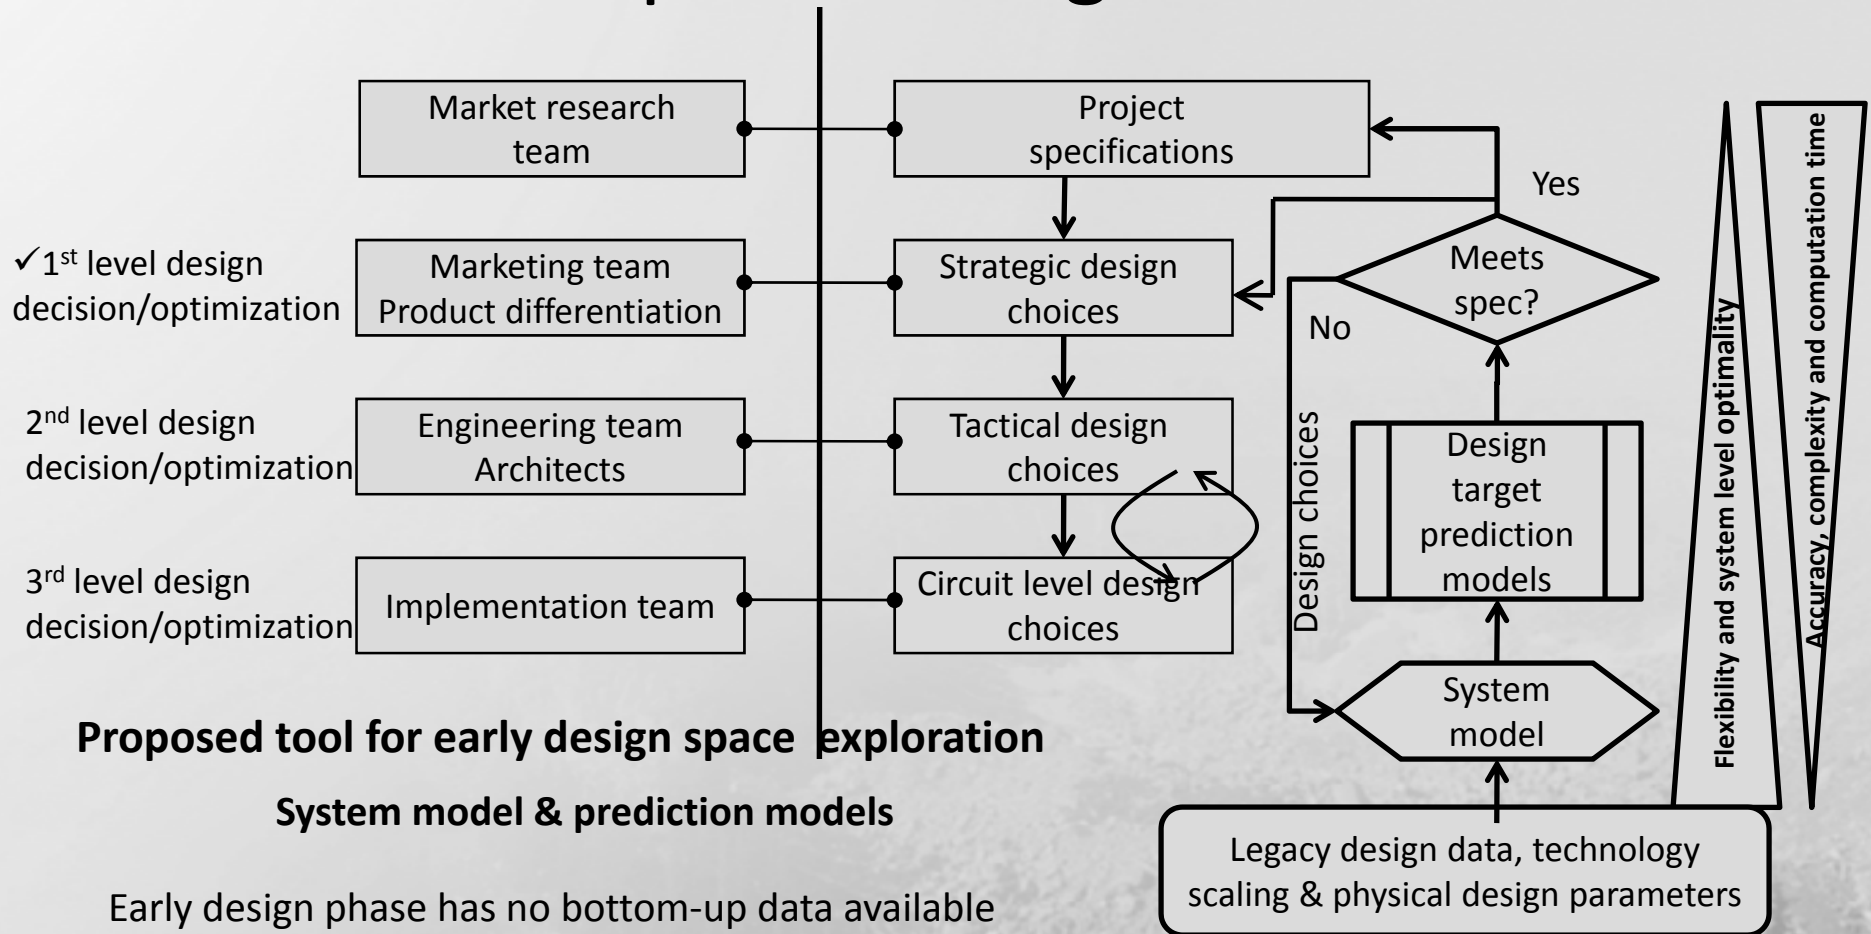 Market research
team
Project
specifications
Yes
✓1st level design
decision/optimization
Marketing team
Product differentiation
Strategic design
choices
Meets
spec?
No
2nd level design
decision/optimization
Engineering team
Architects
Tactical design
choices
Design choices
Design
target
prediction
models
3rd level design
decision/optimization
Implementation team
Circuit level design
choices
System
model
Flexibility and system level optimality
Accuracy, complexity and computation time
Proposed tool for early design space exploration
System model & prediction models
Legacy design data, technology
scaling & physical design parameters
Early design phase has no bottom-up data available